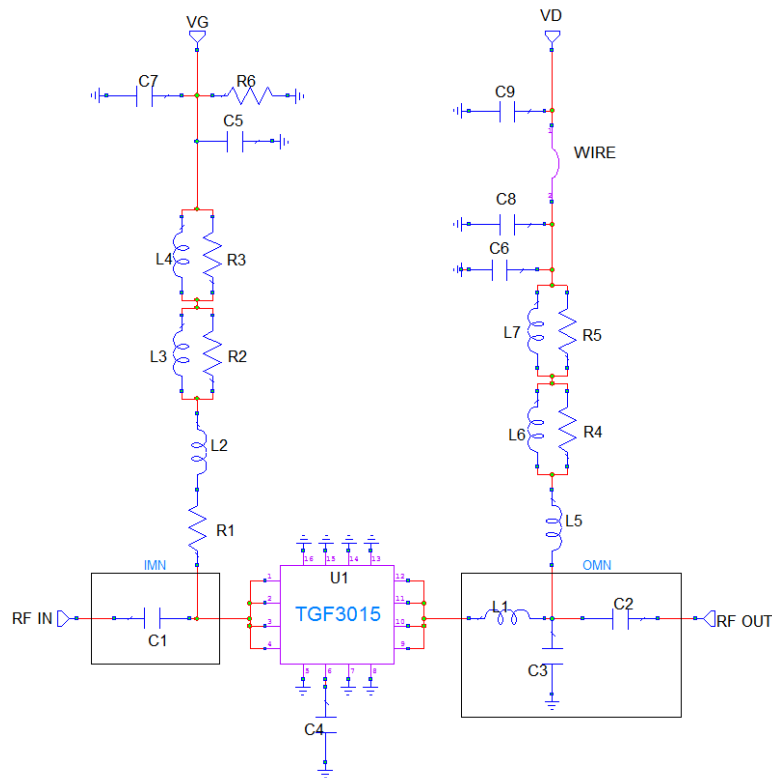 VG
VD
C7
R6
C9
C5
1
WIRE
2
C8
C6
L4
R3
L7
R5
L3
R2
L6
R4
L2
L5
R1
IMN
16
15
14
13
OMN
1
U1
12
RF IN
C1
2
TGF3015
11
L1
C2
RF OUT
3
10
4
9
C3
5
6
7
8
C4